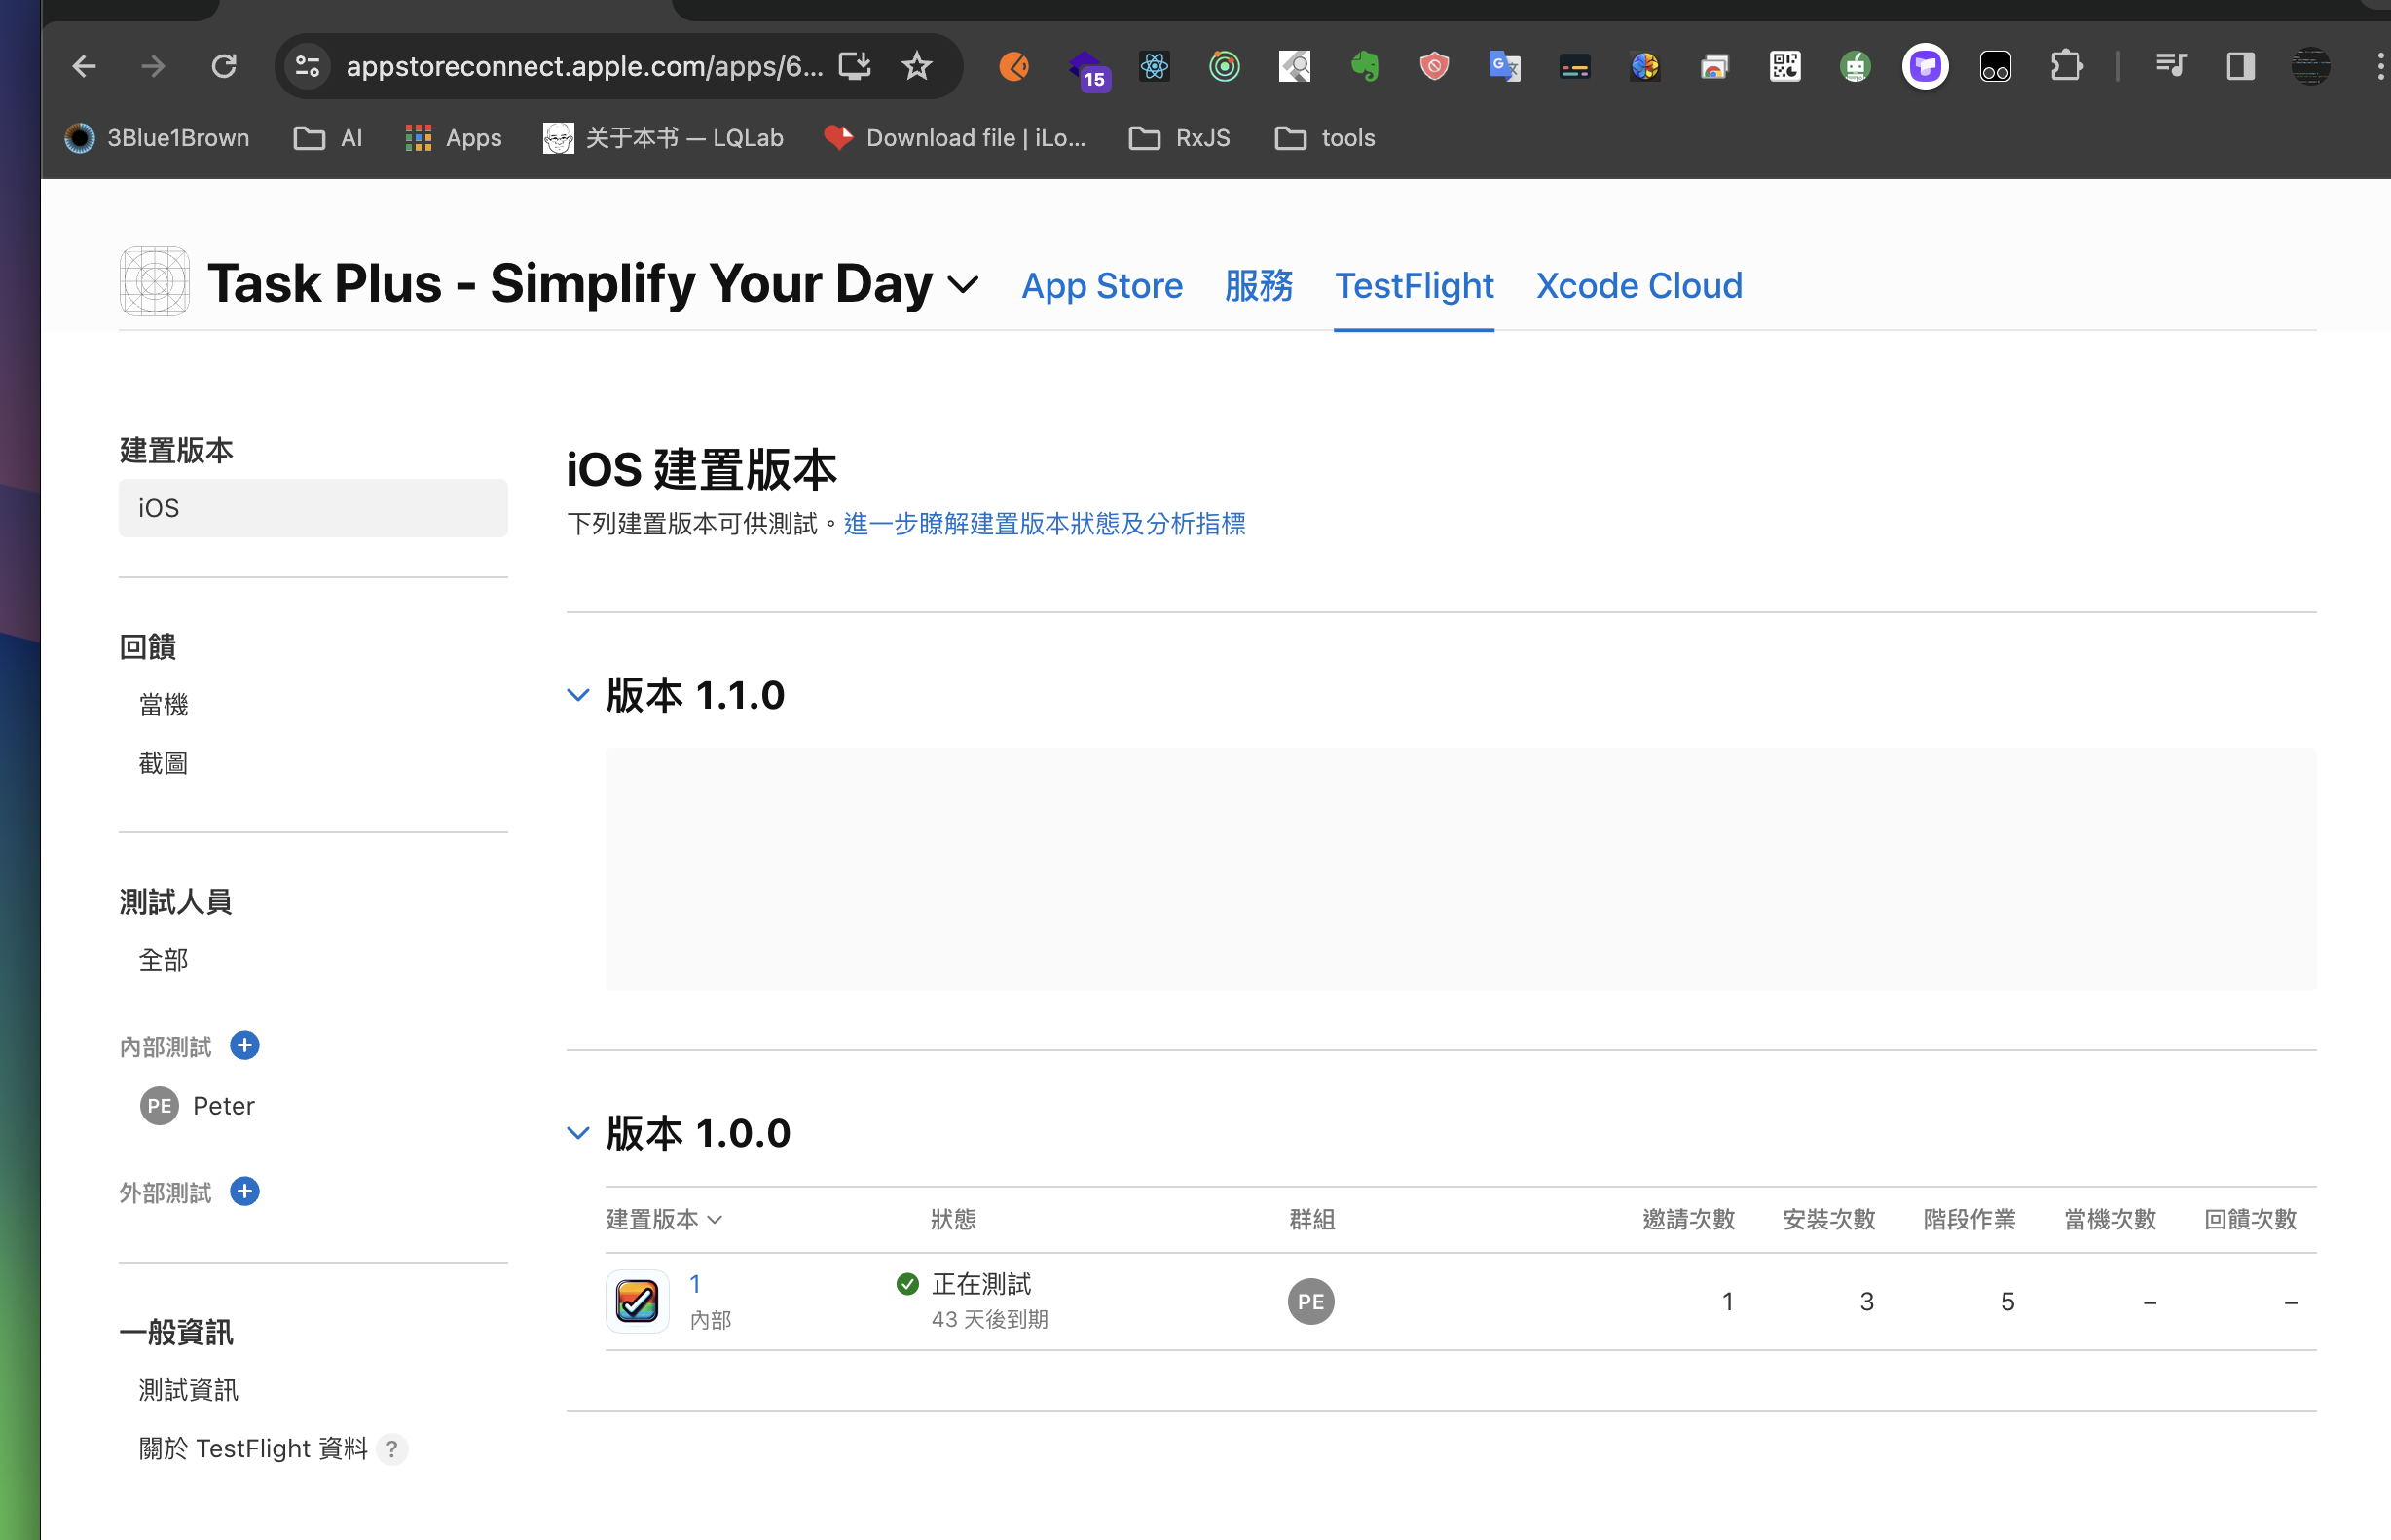 appstoreconnect.apple.com/apps/6...
15
3Blue1Brown
AI
Apps
关于本书 — LQLab
Download file | iLo...
RxJS
tools
Task Plus - Simplify Your Day
App Store
服務
TestFlight
Xcode Cloud
建置版本
iOS
回饋
當機
截圖
測試人員
全部
內部測試
PE Peter
外部測試
一般資訊
測試資訊
關於 TestFlight 資料 ?
iOS 建置版本
下列建置版本可供測試。進一步瞭解建置版本狀態及分析指標
版本 1.1.0
版本 1.0.0
建置版本 狀態 群組 邀請次數 安裝次數 階段作業 當機次數 回饋次數
1 正在測試 PE 1 3 5 – –
內部 43 天後到期